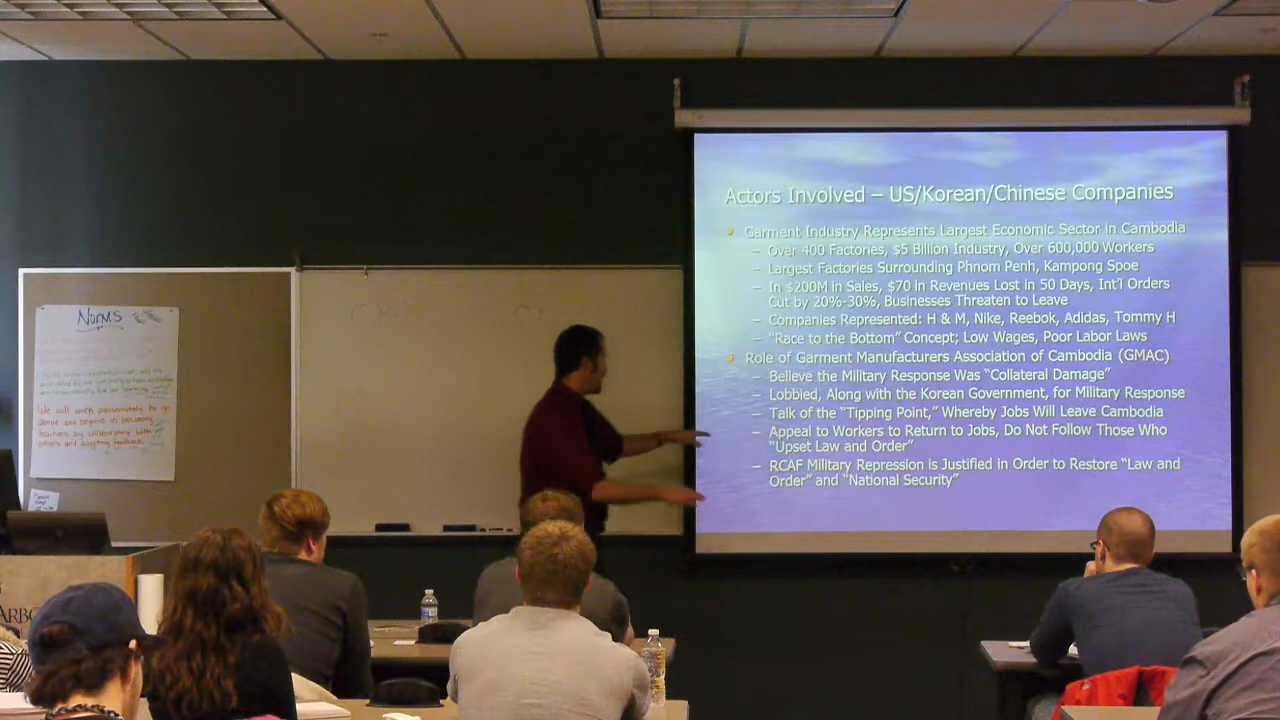 Norms
We will work passionately to go
above and beyond in becoming
teachers by collaborating with
others and accepting feedback
ARBO
Actors Involved – US/Korean/Chinese Companies
Garment Industry Represents Largest Economic Sector in Cambodia
– Over 400 Factories, $5 Billion Industry, Over 600,000 Workers
– Largest Factories Surrounding Phnom Penh, Kampong Spoe
– In $200M in Sales, $70 in Revenues Lost in 50 Days, Int'l Orders
Cut by 20%-30%, Businesses Threaten to Leave
– Companies Represented: H & M, Nike, Reebok, Adidas, Tommy H
– "Race to the Bottom" Concept; Low Wages, Poor Labor Laws
Role of Garment Manufacturers Association of Cambodia (GMAC)
– Believe the Military Response Was "Collateral Damage"
– Lobbied, Along with the Korean Government, for Military Response
– Talk of the "Tipping Point," Whereby Jobs Will Leave Cambodia
– Appeal to Workers to Return to Jobs, Do Not Follow Those Who
"Upset Law and Order"
– RCAF Military Repression is Justified in Order to Restore "Law and
Order" and "National Security"